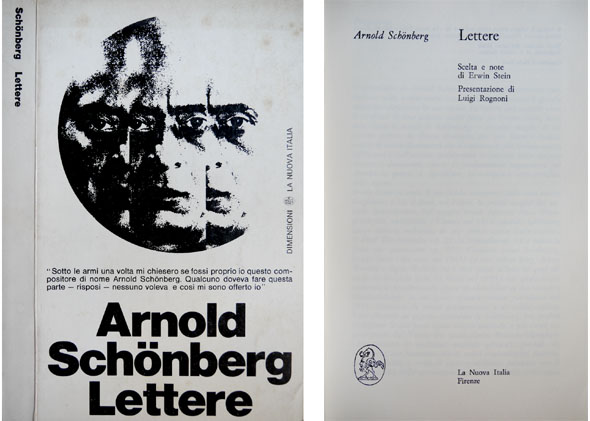 Schönberg Lettere
DIMENSIONI LA NUOVA ITALIA
"Sotto le armi una volta mi chiesero se fossi proprio io questo com-
positore di nome Arnold Schönberg. Qualcuno doveva fare questa
parte – risposi – nessuno voleva e così mi sono offerto io"
Arnold
Schönberg
Lettere
Arnold Schönberg Lettere
Scelta e note
di Erwin Stein
Presentazione di
Luigi Rognoni
La Nuova Italia
Firenze